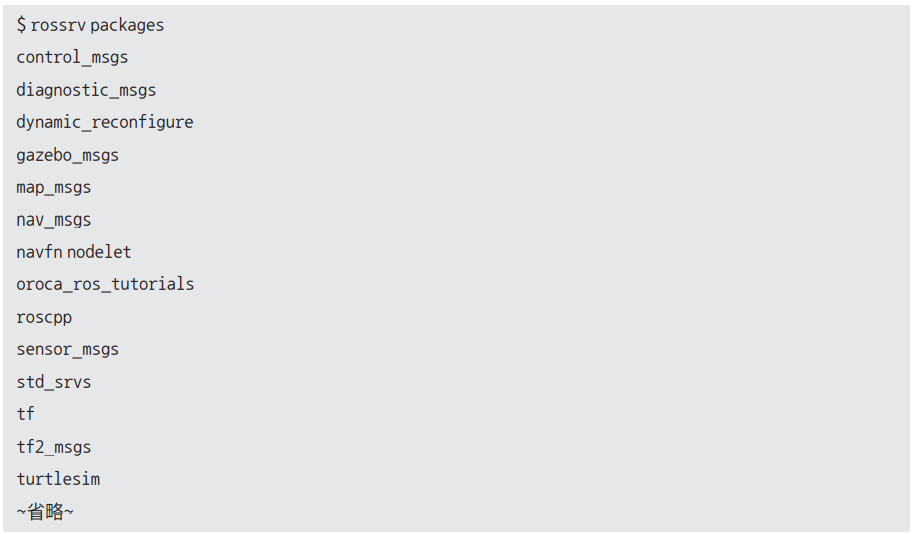 $ rossrv packages
control_msgs
diagnostic_msgs
dynamic_reconfigure
gazebo_msgs
map_msgs
nav_msgs
navfn nodelet
oroca_ros_tutorials
roscpp
sensor_msgs
std_srvs
tf
tf2_msgs
turtlesim
~省略~